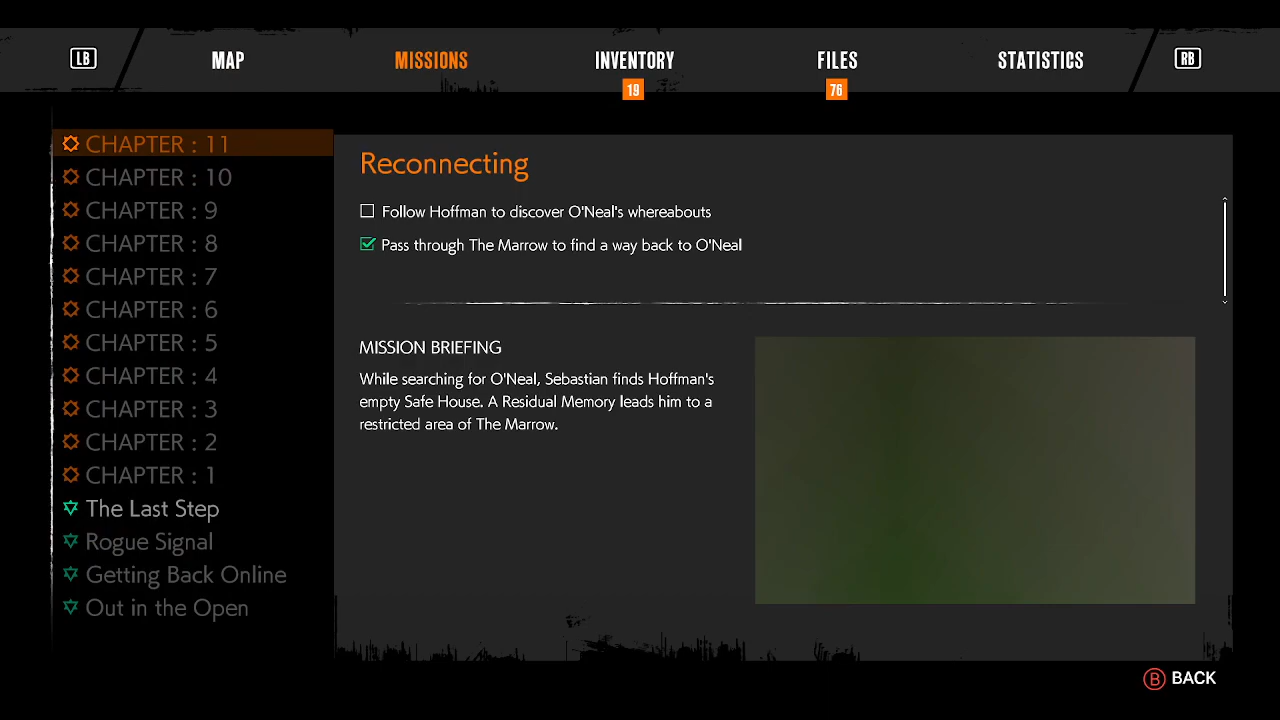 LB MAP MISSIONS INVENTORY FILES STATISTICS RB
19 76
CHAPTER : 11
CHAPTER : 10
CHAPTER : 9
CHAPTER : 8
CHAPTER : 7
CHAPTER : 6
CHAPTER : 5
CHAPTER : 4
CHAPTER : 3
CHAPTER : 2
CHAPTER : 1
The Last Step
Rogue Signal
Getting Back Online
Out in the Open
Reconnecting
Follow Hoffman to discover O'Neal's whereabouts
Pass through The Marrow to find a way back to O'Neal
MISSION BRIEFING
While searching for O'Neal, Sebastian finds Hoffman's
empty Safe House. A Residual Memory leads him to a
restricted area of The Marrow.
B BACK